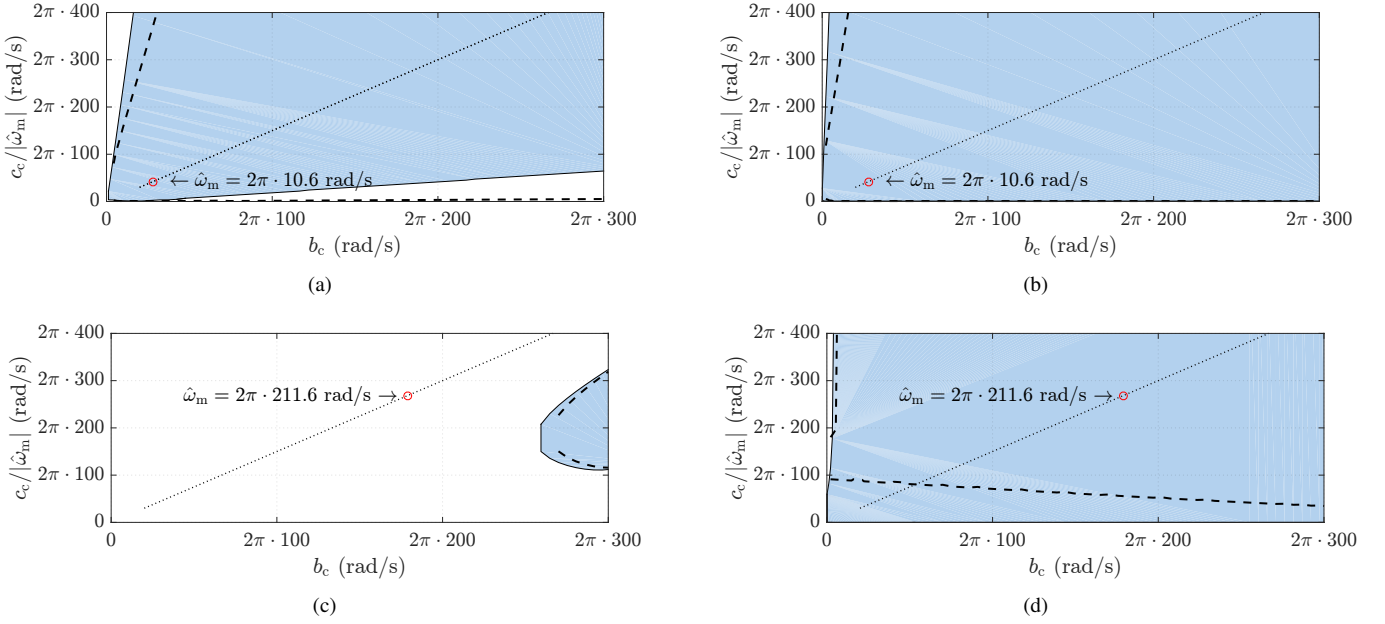 2π · 400
2π · 300
2π · 200
2π · 100
0
c_c/|ω̂_m| (rad/s)
← ω̂_m = 2π · 10.6 rad/s
0
2π · 100
2π · 200
2π · 300
b_c (rad/s)
(a)
2π · 400
2π · 300
2π · 200
2π · 100
0
c_c/|ω̂_m| (rad/s)
← ω̂_m = 2π · 10.6 rad/s
0
2π · 100
2π · 200
2π · 300
b_c (rad/s)
(b)
2π · 400
2π · 300
2π · 200
2π · 100
0
c_c/|ω̂_m| (rad/s)
ω̂_m = 2π · 211.6 rad/s →
0
2π · 100
2π · 200
2π · 300
b_c (rad/s)
(c)
2π · 400
2π · 300
2π · 200
2π · 100
0
c_c/|ω̂_m| (rad/s)
ω̂_m = 2π · 211.6 rad/s →
0
2π · 100
2π · 200
2π · 300
b_c (rad/s)
(d)